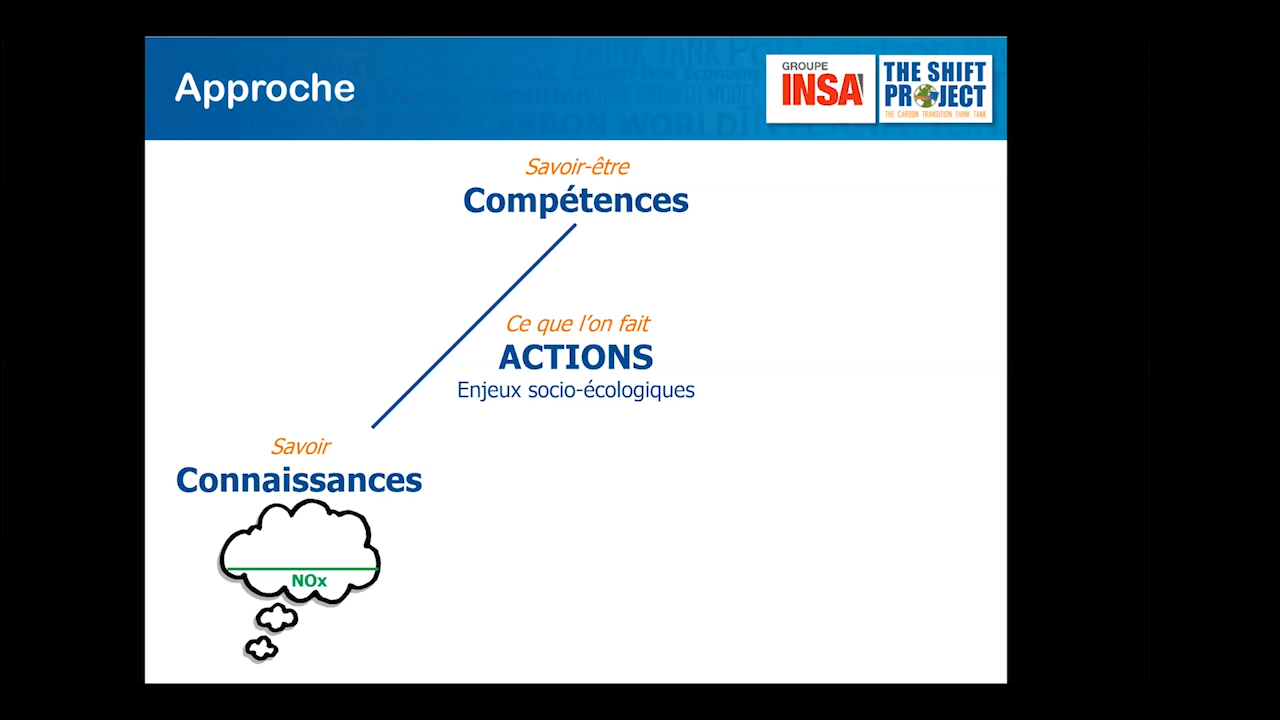 Approche
GROUPE
INSA
THE SHIFT
PROJECT
THE CARBON TRANSITION THINK TANK
Savoir-être
Compétences
Ce que l'on fait
ACTIONS
Enjeux socio-écologiques
Savoir
Connaissances
NOx